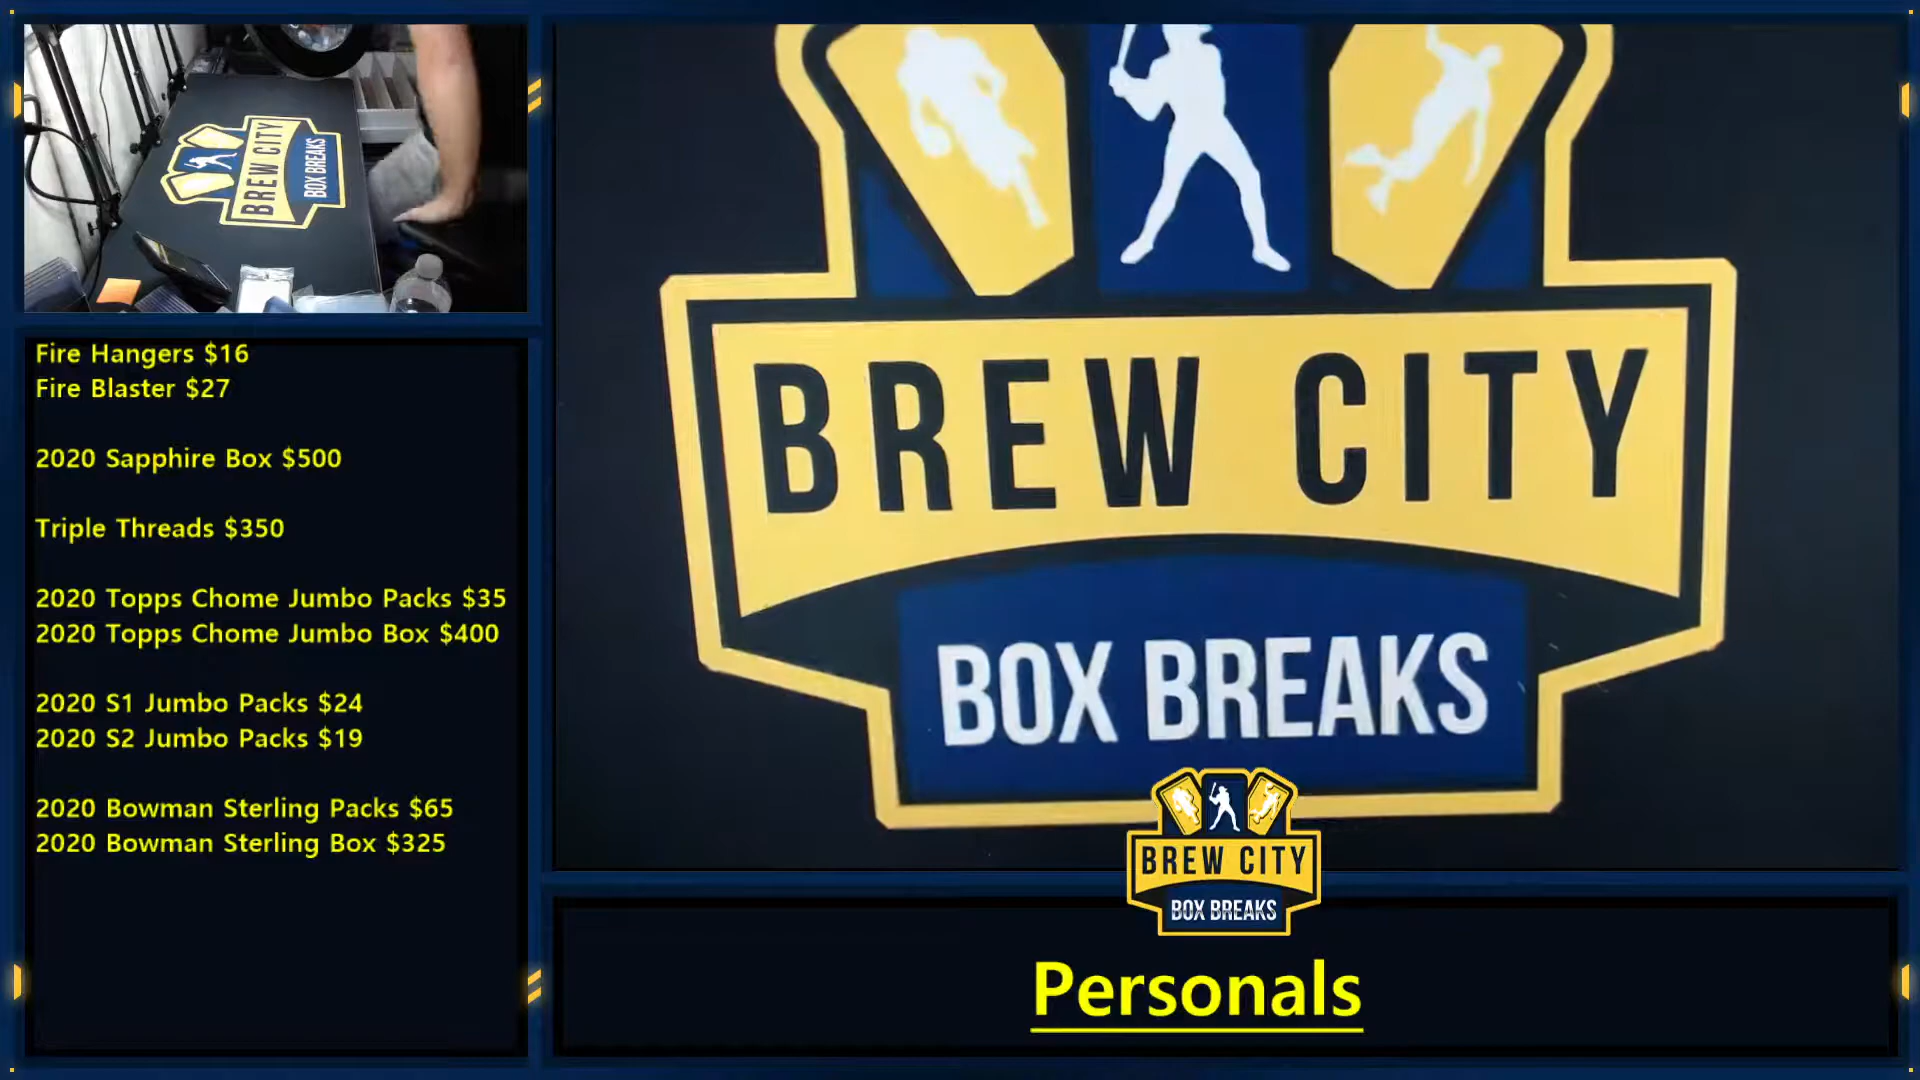 BREW CITY
BOX BREAKS
Fire Hangers $16
Fire Blaster $27
2020 Sapphire Box $500
Triple Threads $350
2020 Topps Chome Jumbo Packs $35
2020 Topps Chome Jumbo Box $400
2020 S1 Jumbo Packs $24
2020 S2 Jumbo Packs $19
2020 Bowman Sterling Packs $65
2020 Bowman Sterling Box $325
BREW CITY
BOX BREAKS
BREW CITY
BOX BREAKS
Personals